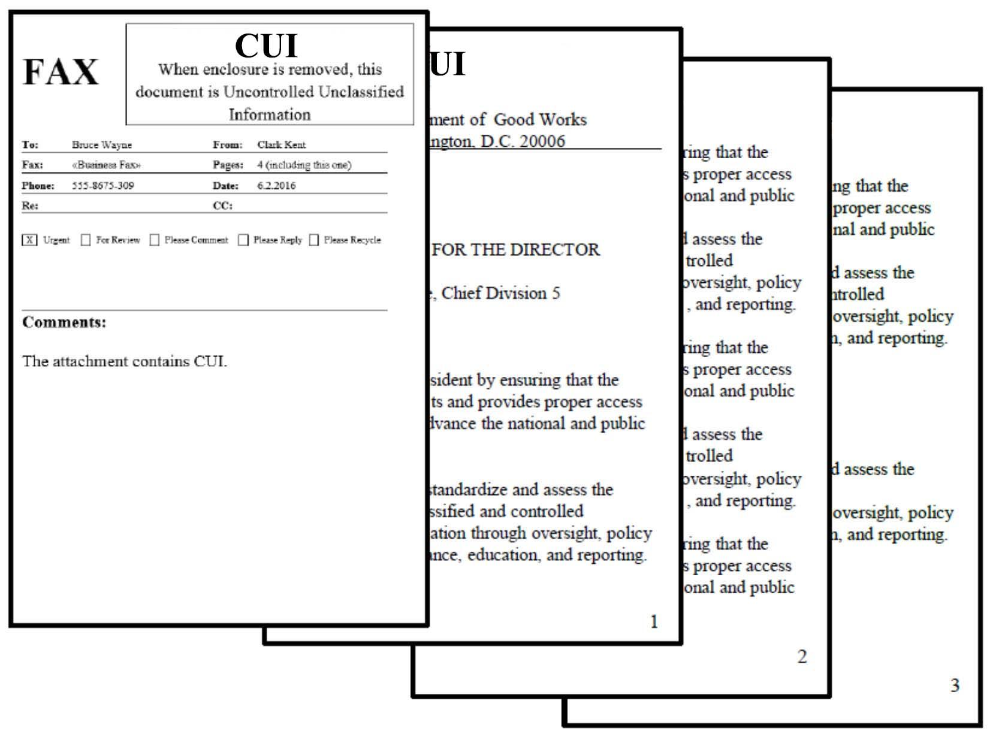 CUI
When enclosure is removed, this
document is Uncontrolled Unclassified
Information
FAX
To: Bruce Wayne From: Clark Kent
Fax: «Business Fax» Pages: 4 (including this one)
Phone: 555-8675-309 Date: 6.2.2016
Re: CC:
X Urgent For Review Please Comment Please Reply Please Recycle
Comments:
The attachment contains CUI.
UI
ment of Good Works
ngton, D.C. 20006
FOR THE DIRECTOR
e, Chief Division 5
sident by ensuring that the
ts and provides proper access
dvance the national and public
standardize and assess the
ssified and controlled
ation through oversight, policy
ance, education, and reporting.
1
ring that the
s proper access
onal and public
d assess the
trolled
oversight, policy
, and reporting.
ring that the
s proper access
onal and public
d assess the
trolled
oversight, policy
, and reporting.
ring that the
s proper access
onal and public
2
ng that the
proper access
nal and public
d assess the
ntrolled
oversight, policy
n, and reporting.
d assess the
oversight, policy
n, and reporting.
3